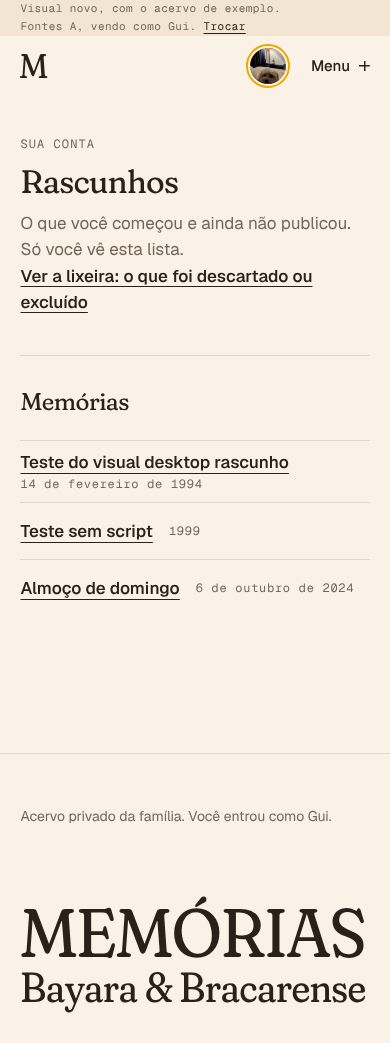 Visual novo, com o acervo de exemplo.
Fontes A, vendo como Gui. Trocar
M
Menu +
SUA CONTA
Rascunhos
O que você começou e ainda não publicou.
Só você vê esta lista.
Ver a lixeira: o que foi descartado ou
excluído
Memórias
Teste do visual desktop rascunho
14 de fevereiro de 1994
Teste sem script 1999
Almoço de domingo 6 de outubro de 2024
Acervo privado da família. Você entrou como Gui.
MEMÓRIAS
Bayara & Bracarense